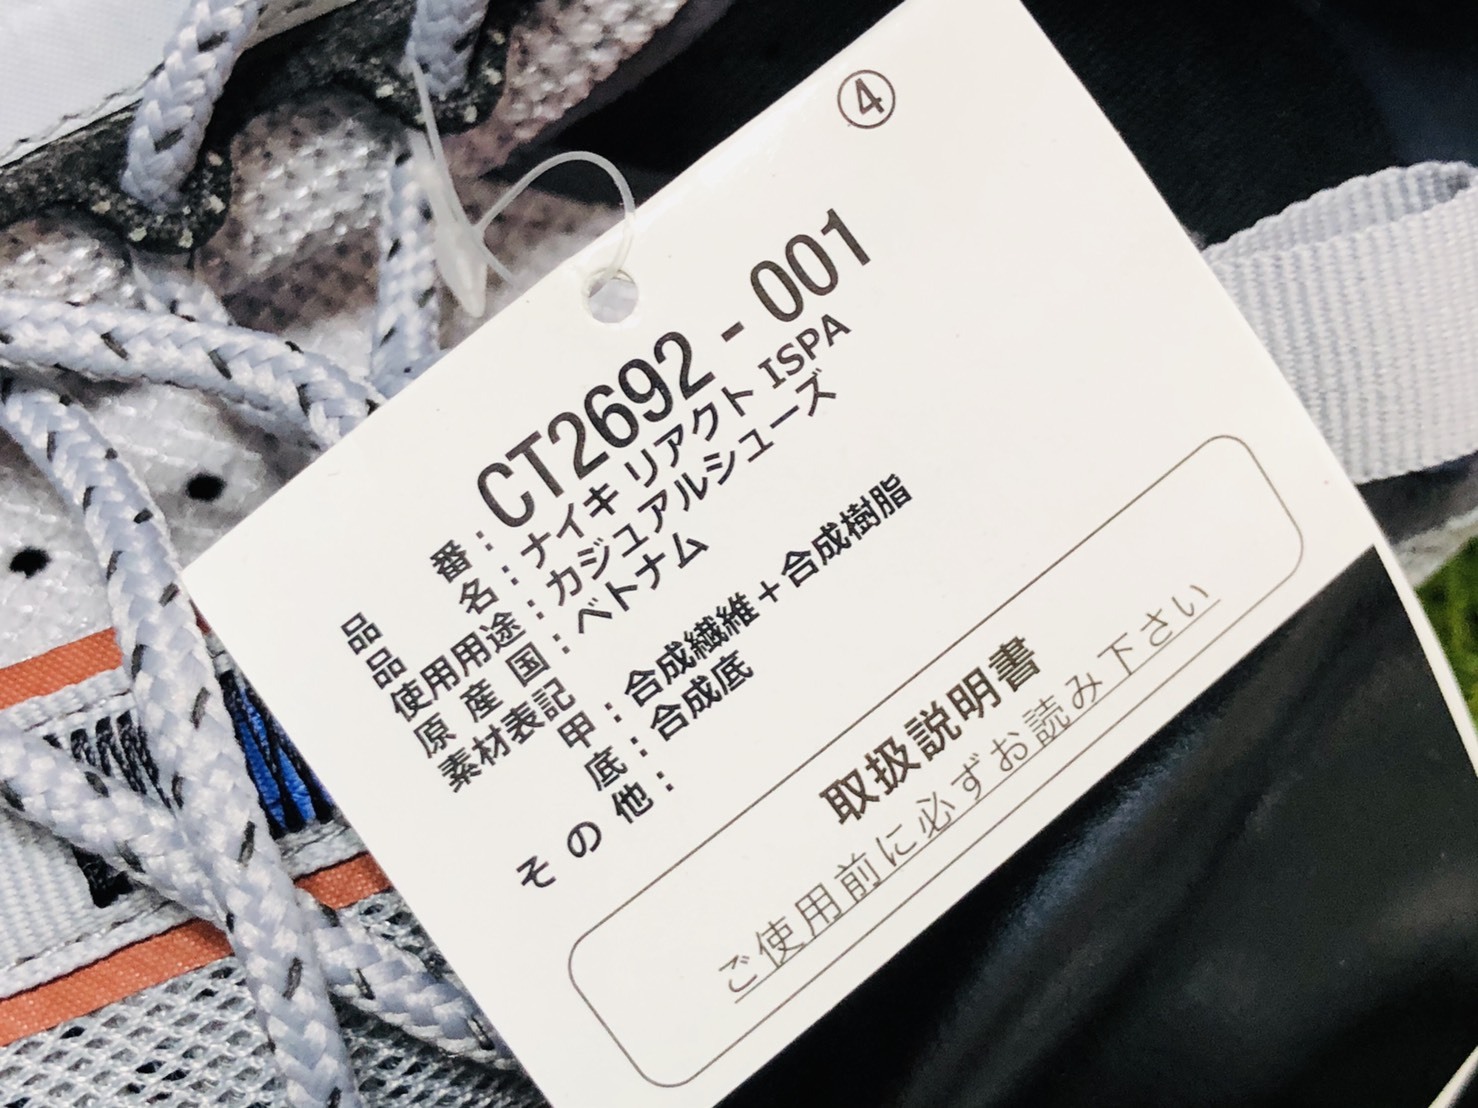 ④
品番：CT2692-001
品名：ナイキ リアクト ISPA
使用用途：カジュアルシューズ
原産国：ベトナム
素材表記
甲：合成繊維＋合成樹脂
底：合成底
その他：
取扱説明書
ご使用前に必ずお読み下さい